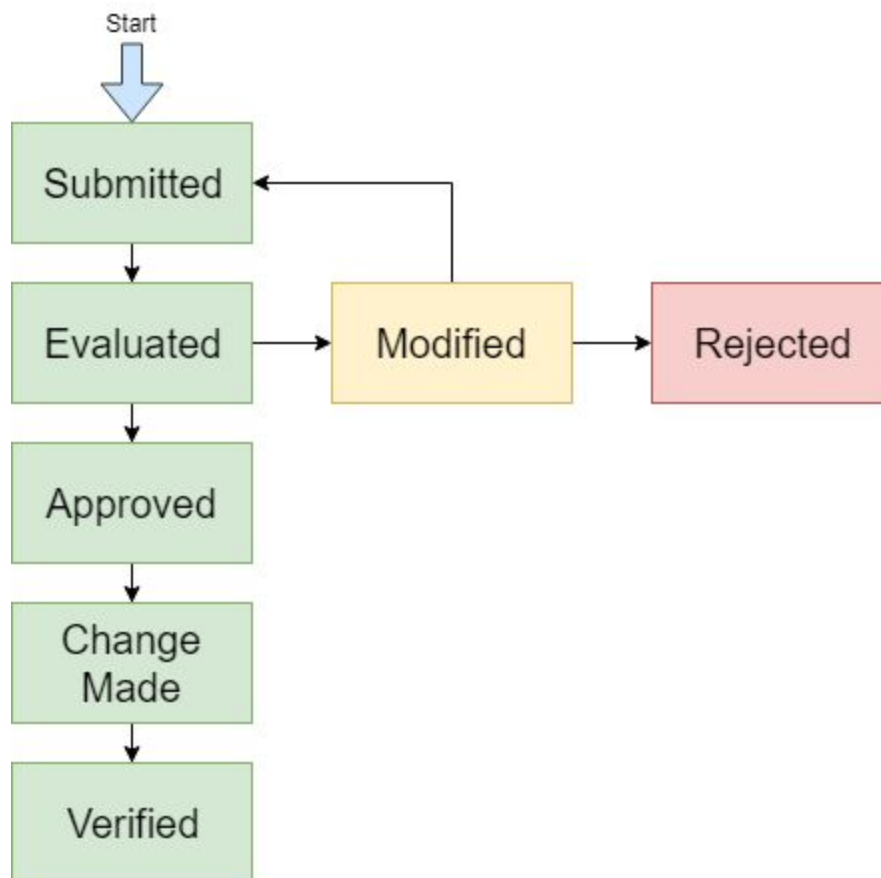 Start
Submitted
Evaluated
Modified
Rejected
Approved
Change
Made
Verified